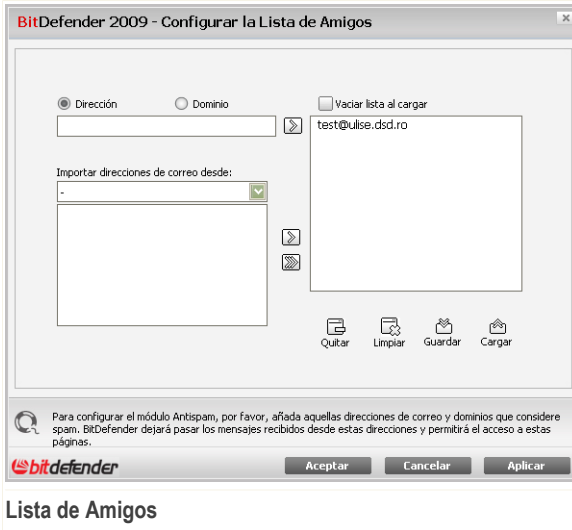 BitDefender 2009 - Configurar la Lista de Amigos
Dirección
Dominio
Vaciar lista al cargar
test@ulise.dsd.ro
Importar direcciones de correo desde:
-
Quitar
Limpiar
Guardar
Cargar
Para configurar el módulo Antispam, por favor, añada aquellas direcciones de correo y dominios que considere
spam. BitDefender dejará pasar los mensajes recibidos desde estas direcciones y permitirá el acceso a estas
páginas.
bitdefender
Aceptar
Cancelar
Aplicar
Lista de Amigos